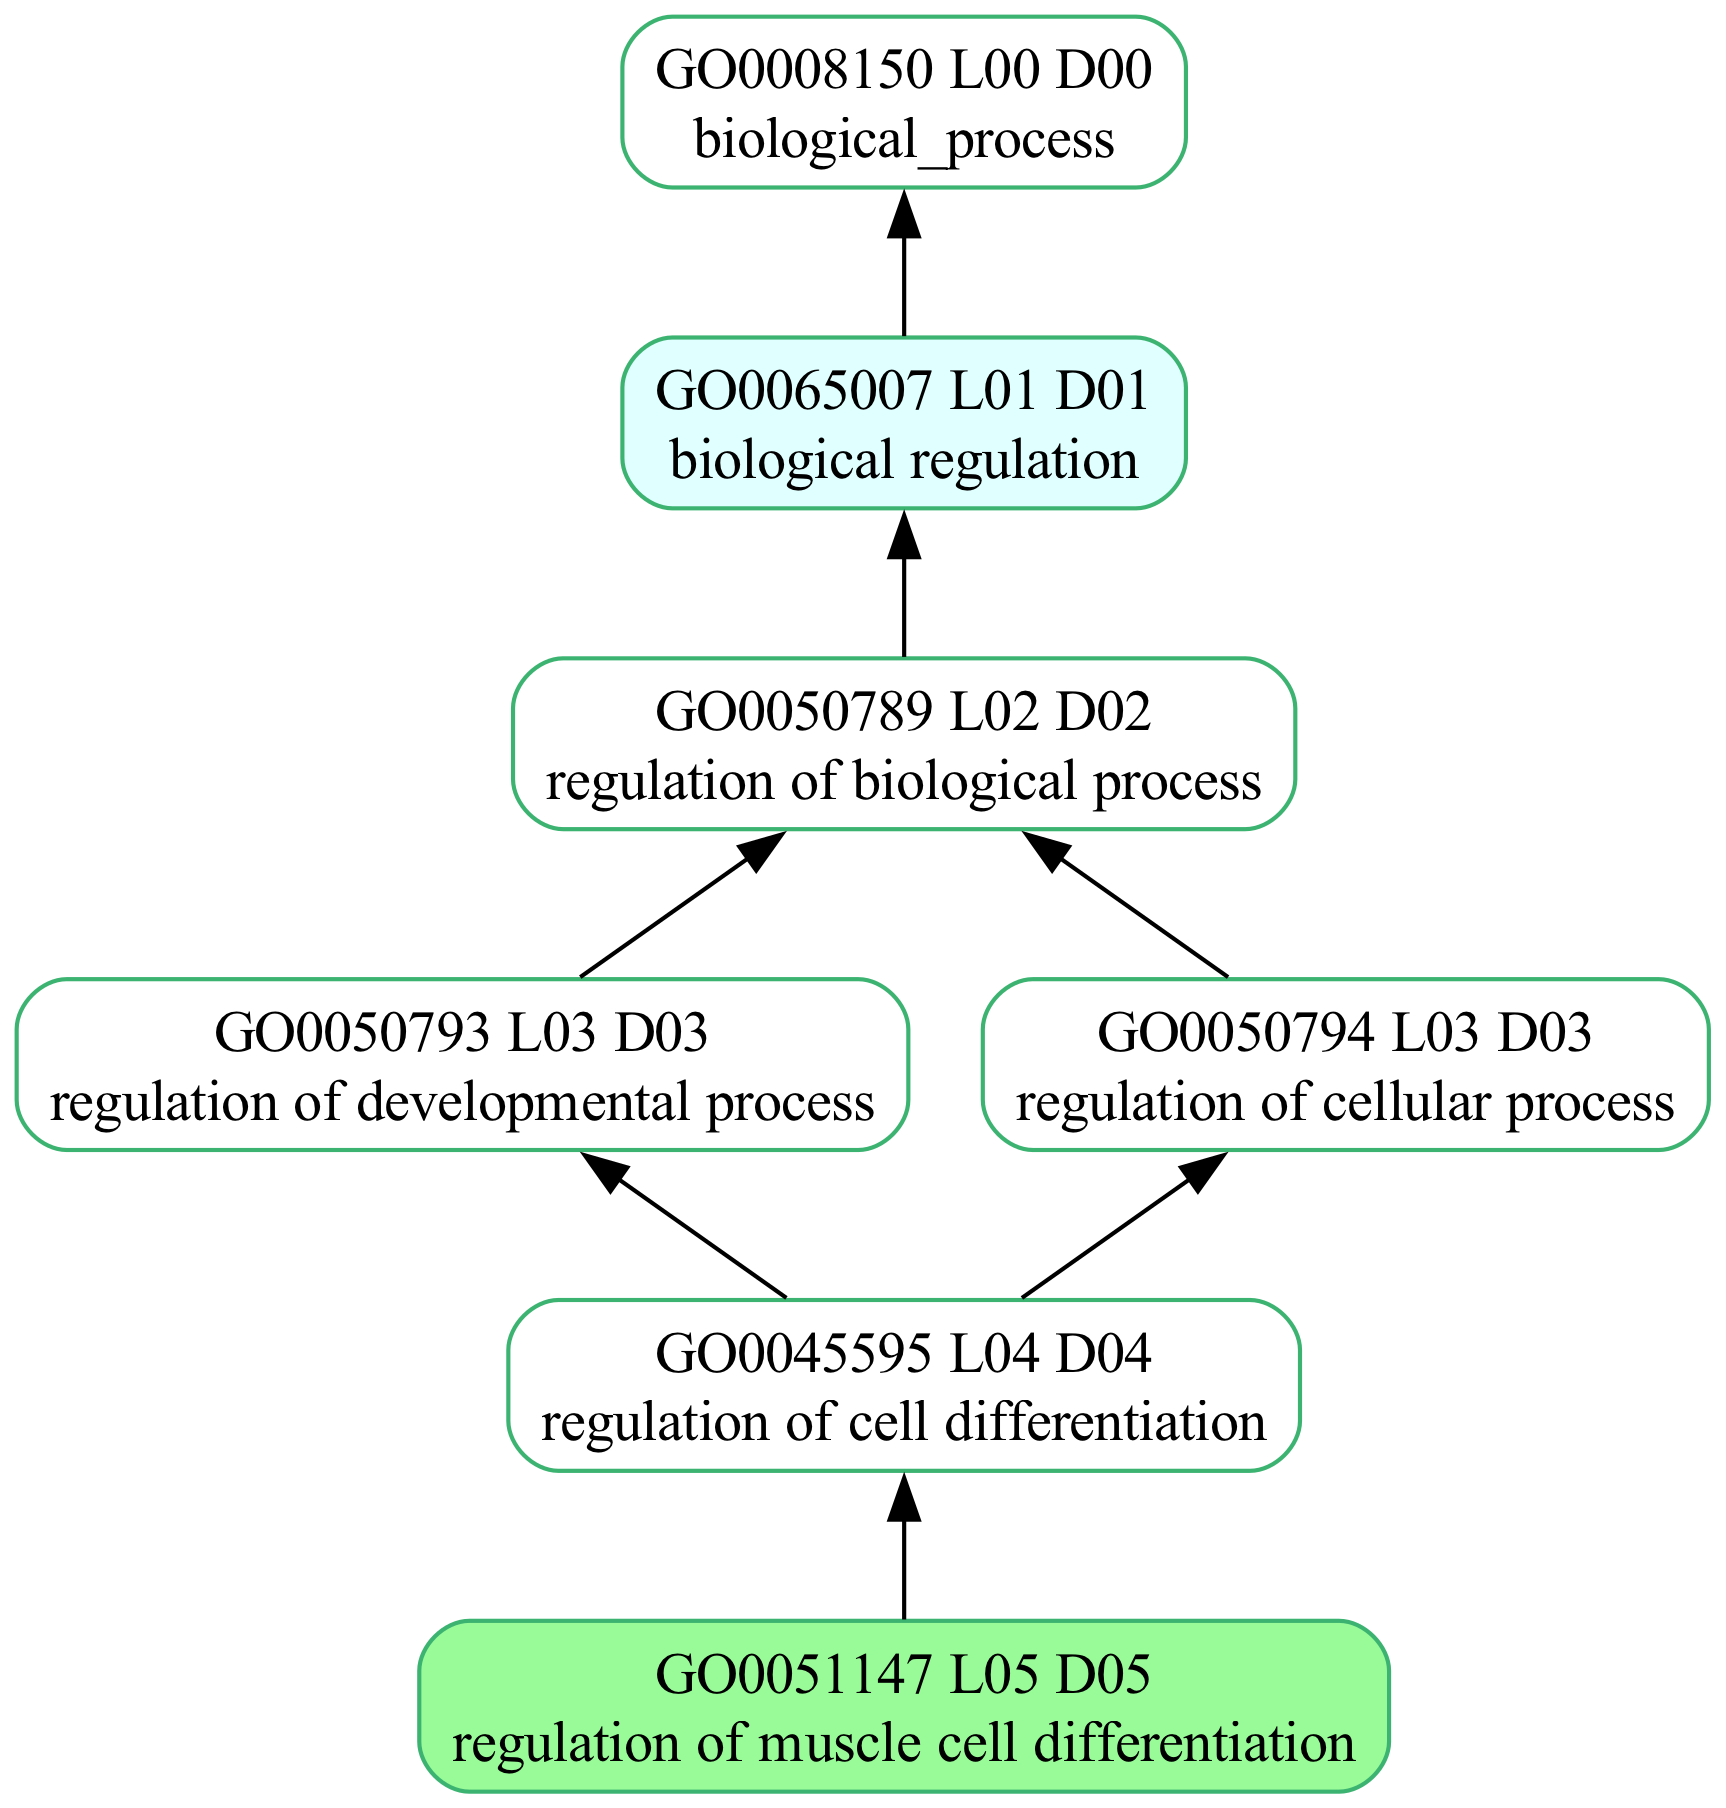 GO0008150 L00 D00
biological_process
GO0065007 L01 D01
biological regulation
GO0050789 L02 D02
regulation of biological process
GO0050793 L03 D03
regulation of developmental process
GO0050794 L03 D03
regulation of cellular process
GO0045595 L04 D04
regulation of cell differentiation
GO0051147 L05 D05
regulation of muscle cell differentiation